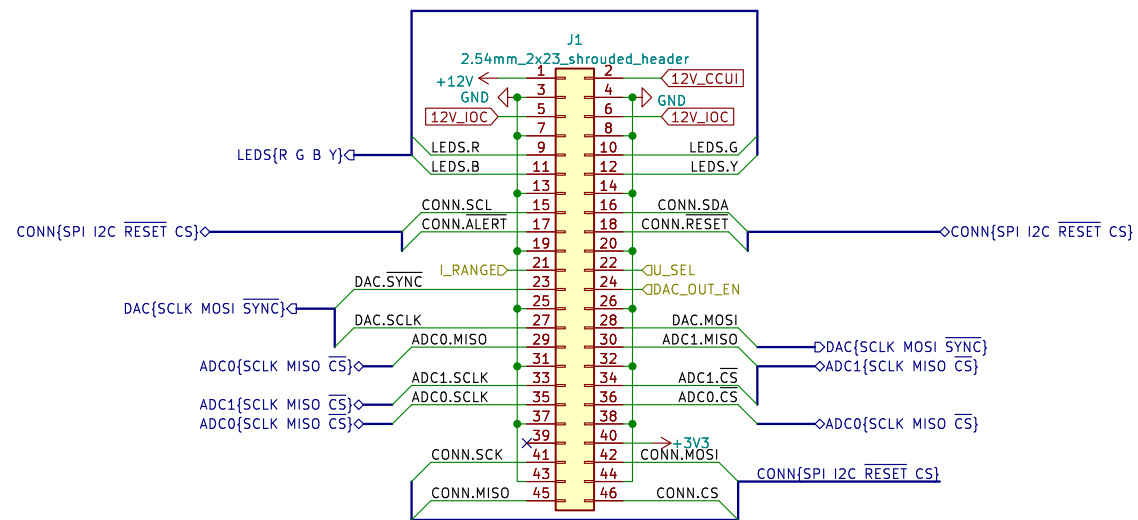 J1
2.54mm_2x23_shrouded_header
+12V 1 2 12V_CCUI
GND 3 4 GND
12V_IOC 5 6 12V_IOC
7 8
LEDS{R G B Y} LEDS.R 9 10 LEDS.G
LEDS.B 11 12 LEDS.Y
13 14
CONN.SCL 15 16 CONN.SDA
CONN{SPI I2C RESET CS} CONN.ALERT 17 18 CONN.RESET CONN{SPI I2C RESET CS}
19 20
I_RANGE 21 22 U_SEL
DAC.SYNC 23 24 DAC_OUT_EN
DAC{SCLK MOSI SYNC} 25 26
DAC.SCLK 27 28 DAC.MOSI
ADC0.MISO 29 30 ADC1.MISO DAC{SCLK MOSI SYNC}
ADC0{SCLK MISO CS} 31 32 ADC1{SCLK MISO CS}
ADC1.SCLK 33 34 ADC1.CS
ADC1{SCLK MISO CS} ADC0.SCLK 35 36 ADC0.CS
ADC0{SCLK MISO CS} 37 38 ADC0{SCLK MISO CS}
39 40 +3V3
CONN.SCK 41 42 CONN.MOSI
43 44 CONN{SPI I2C RESET CS}
CONN.MISO 45 46 CONN.CS